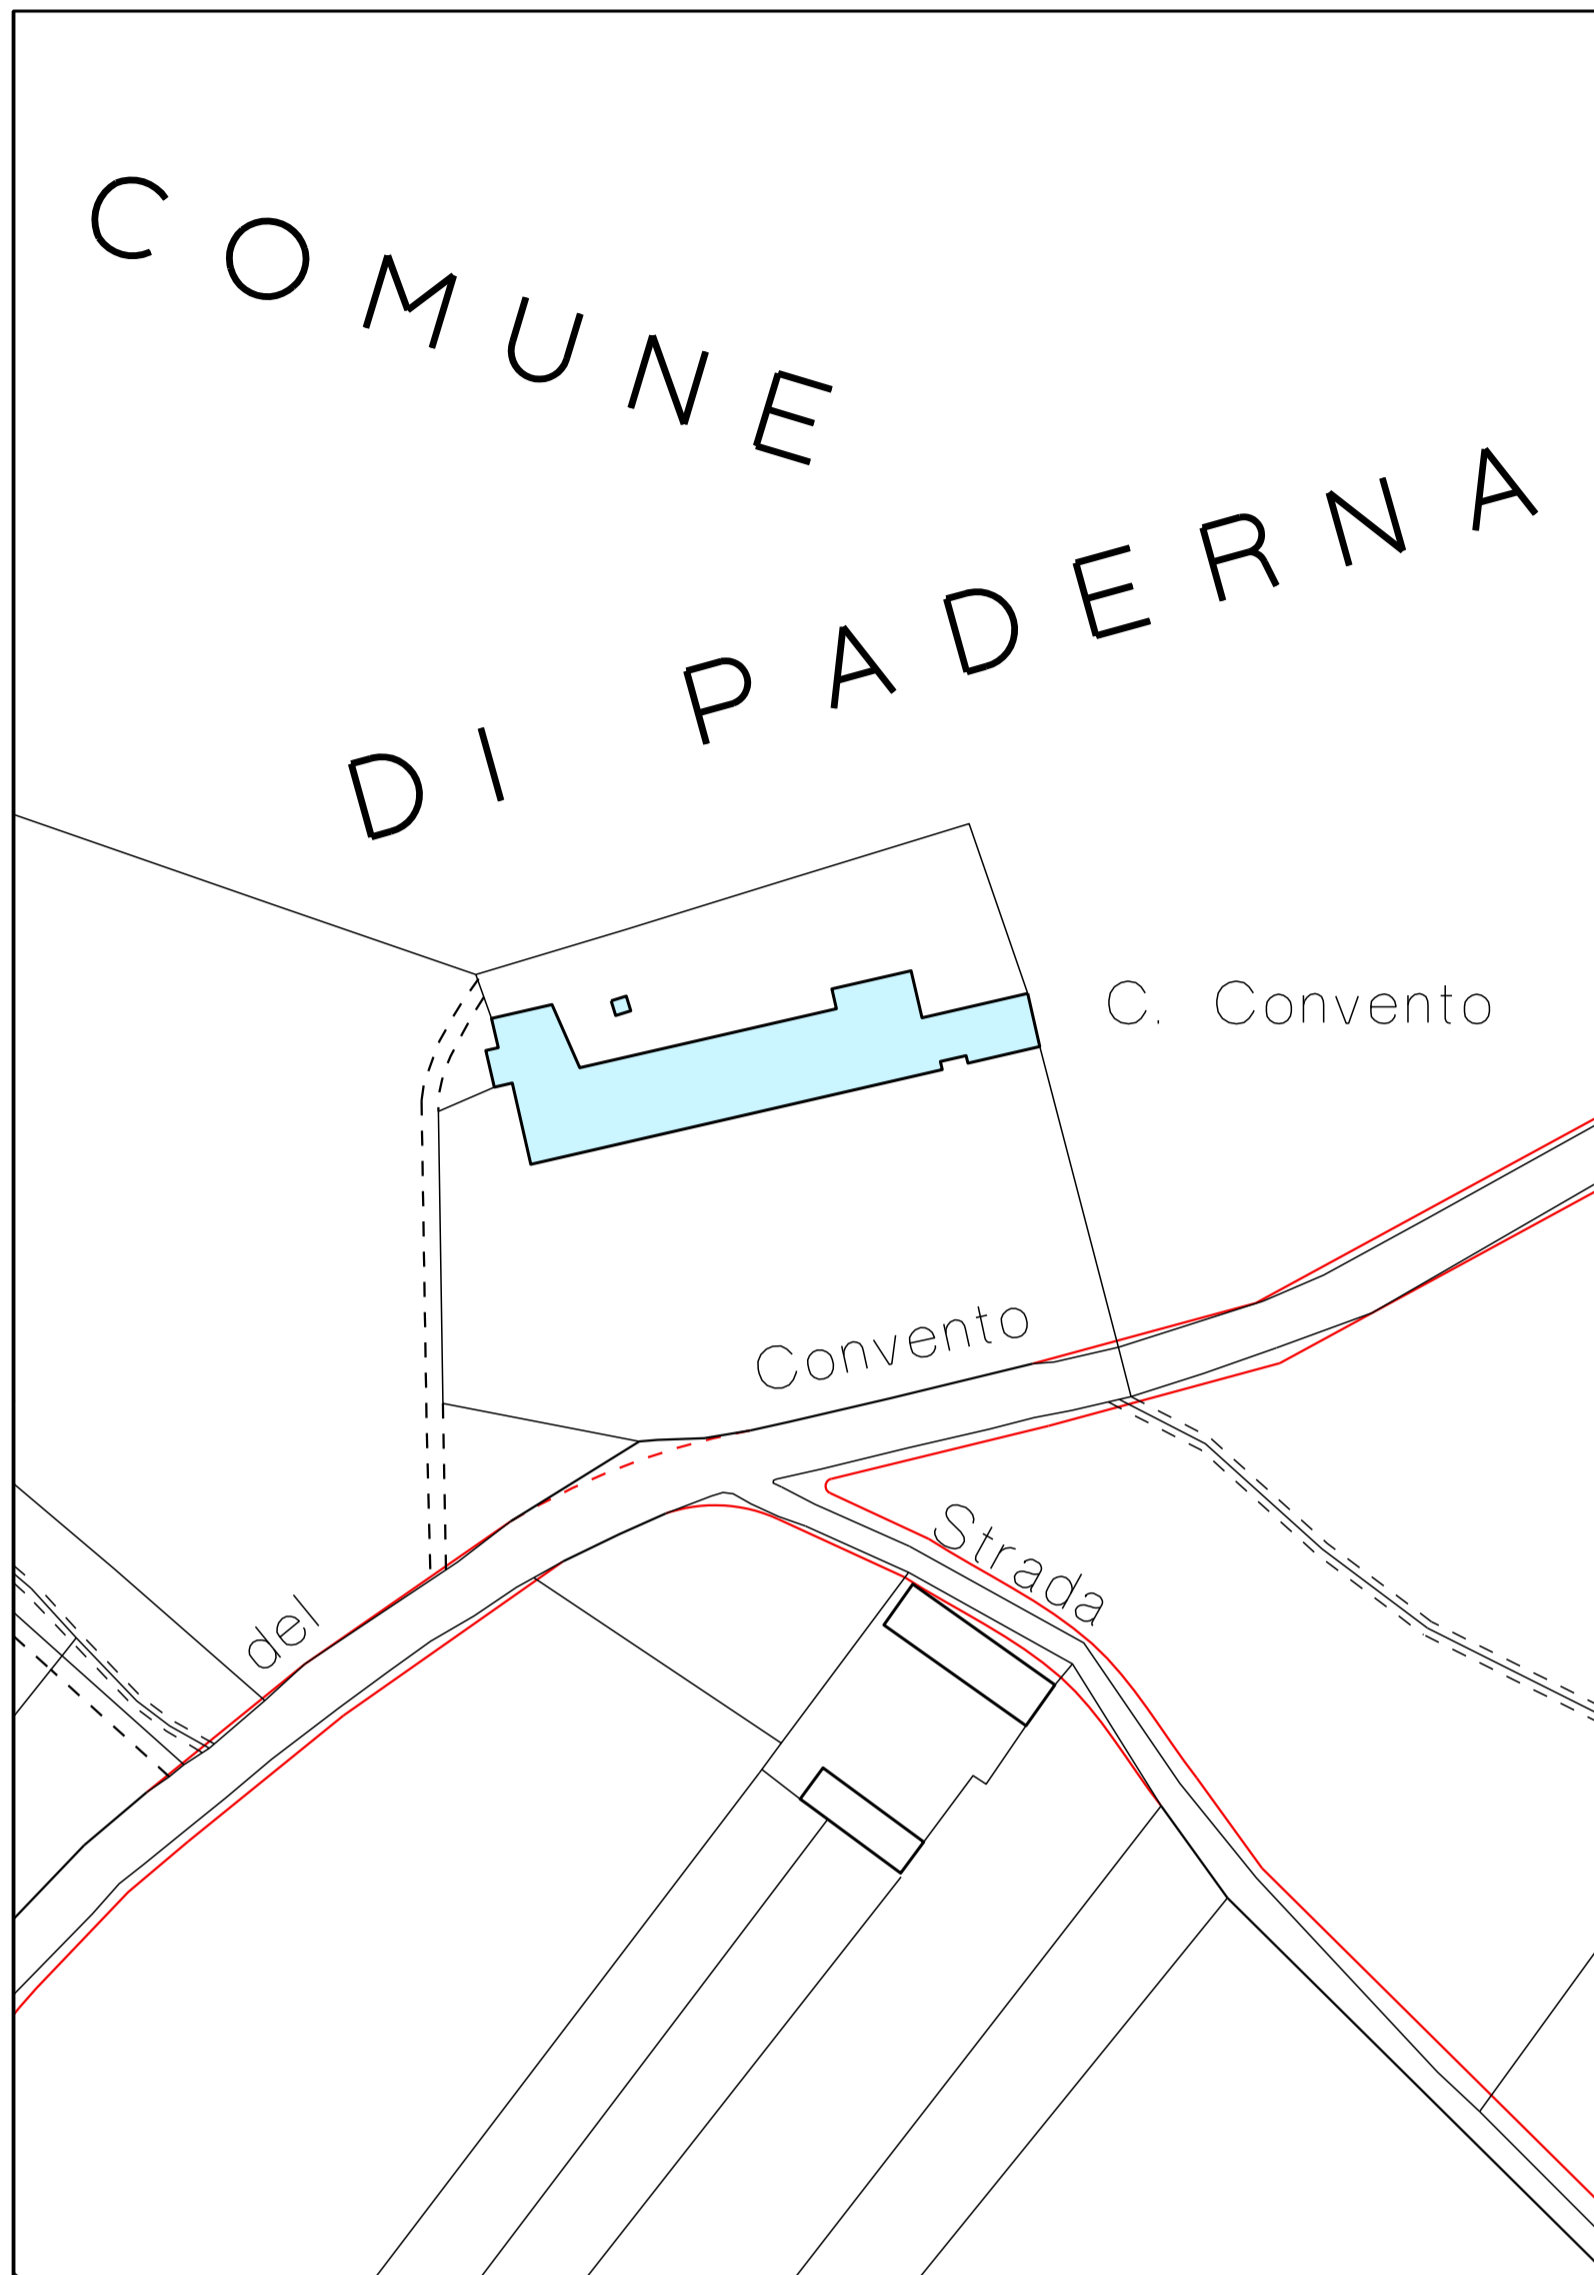 COMUNE
DI PADERNA
C. Convento
Convento
Strada
del